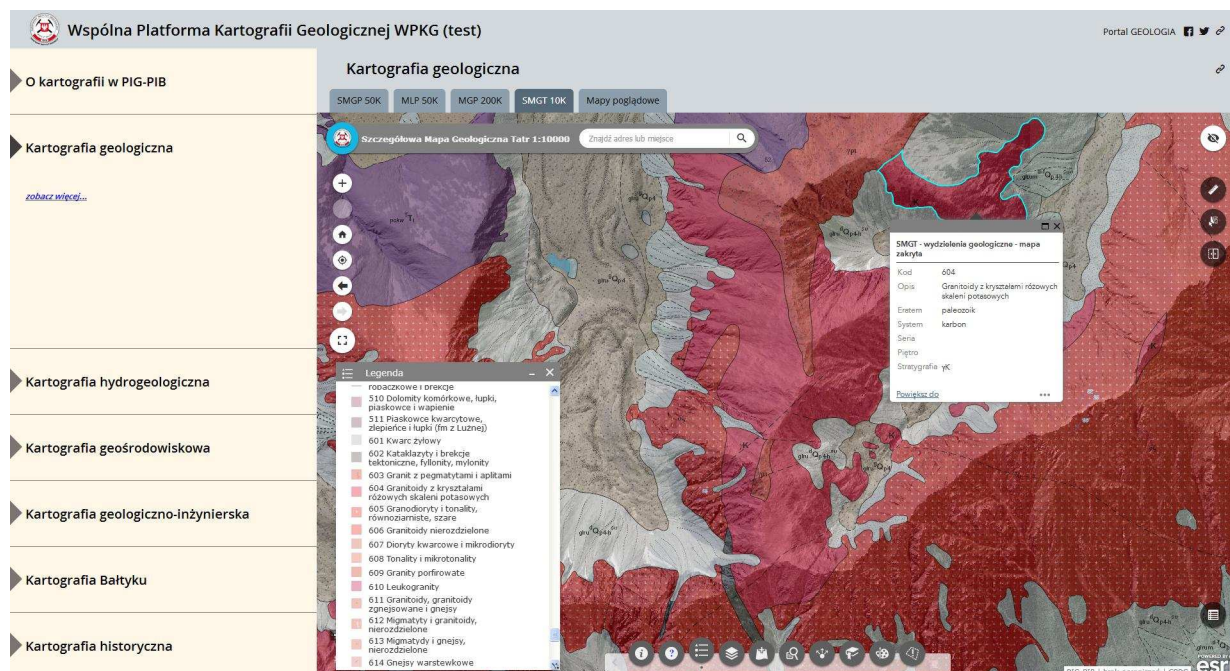 Wspólna Platforma Kartografii Geologicznej WPKG (test)
Portal GEOLOGIA
O kartografii w PIG-PIB
Kartografia geologiczna
zobacz więcej...
Kartografia hydrogeologiczna
Kartografia geośrodowiskowa
Kartografia geologiczno-inżynierska
Kartografia Bałtyku
Kartografia historyczna
Kartografia geologiczna
SMGP 50K
MLP 50K
MGP 200K
SMGT 10K
Mapy poglądowe
Szczegółowa Mapa Geologiczna Tatr 1:10000
Znajdź adres lub miejsce
SMGT - wydzielenia geologiczne - mapa
zakryta
Kod 604
Opis Granitoidy z kryształami różowych
skaleni potasowych
Eratem paleozoik
System karbon
Seria
Piętro
Stratygrafia γK
Powiększ do
Legenda
robaczkowe i brekcje
510 Dolomity komórkowe, łupki,
piaskowce i wapienie
511 Piaskowce kwarcytowe,
zlepieńce i łupki (fm z Lużnej)
601 Kwarc żyłowy
602 Kataklazyty i brekcje
tektoniczne, fyllonity, mylonity
603 Granit z pegmatytami i aplitami
604 Granitoidy z kryształami
różowych skaleni potasowych
605 Granodioryty i tonality,
równoziarniste, szare
606 Granitoidy nierozdzielone
607 Dioryty kwarcowe i mikrodioryty
608 Tonality i mikrotonality
609 Granity porfirowate
610 Leukogranity
611 Granitoidy, granitoidy
zgnejsowane i gnejsy
612 Migmatyty i granitoidy,
nierozdzielone
613 Migmatydy i gnejsy,
nierozdzielone
614 Gnejsy warstewkowe
POWERED BY
esri